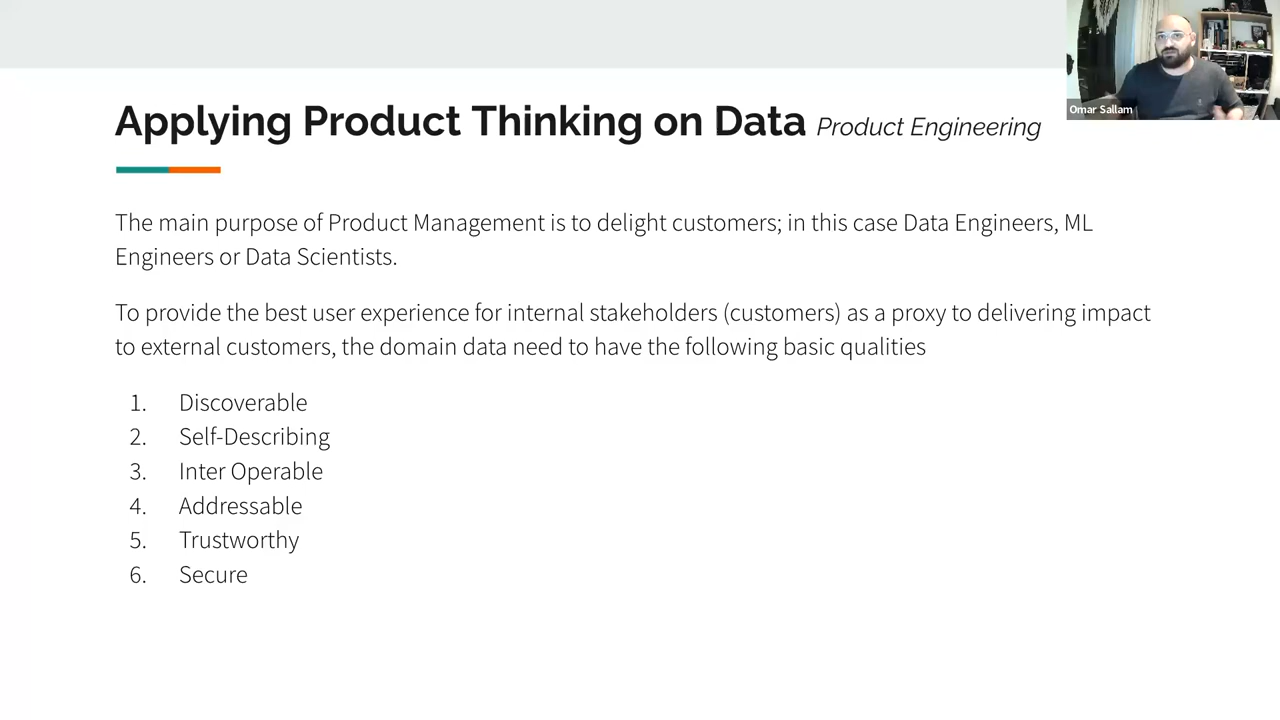 Omar Sallam
Applying Product Thinking on Data Product Engineering
The main purpose of Product Management is to delight customers; in this case Data Engineers, ML
Engineers or Data Scientists.
To provide the best user experience for internal stakeholders (customers) as a proxy to delivering impact
to external customers, the domain data need to have the following basic qualities
1. Discoverable
2. Self-Describing
3. Inter Operable
4. Addressable
5. Trustworthy
6. Secure